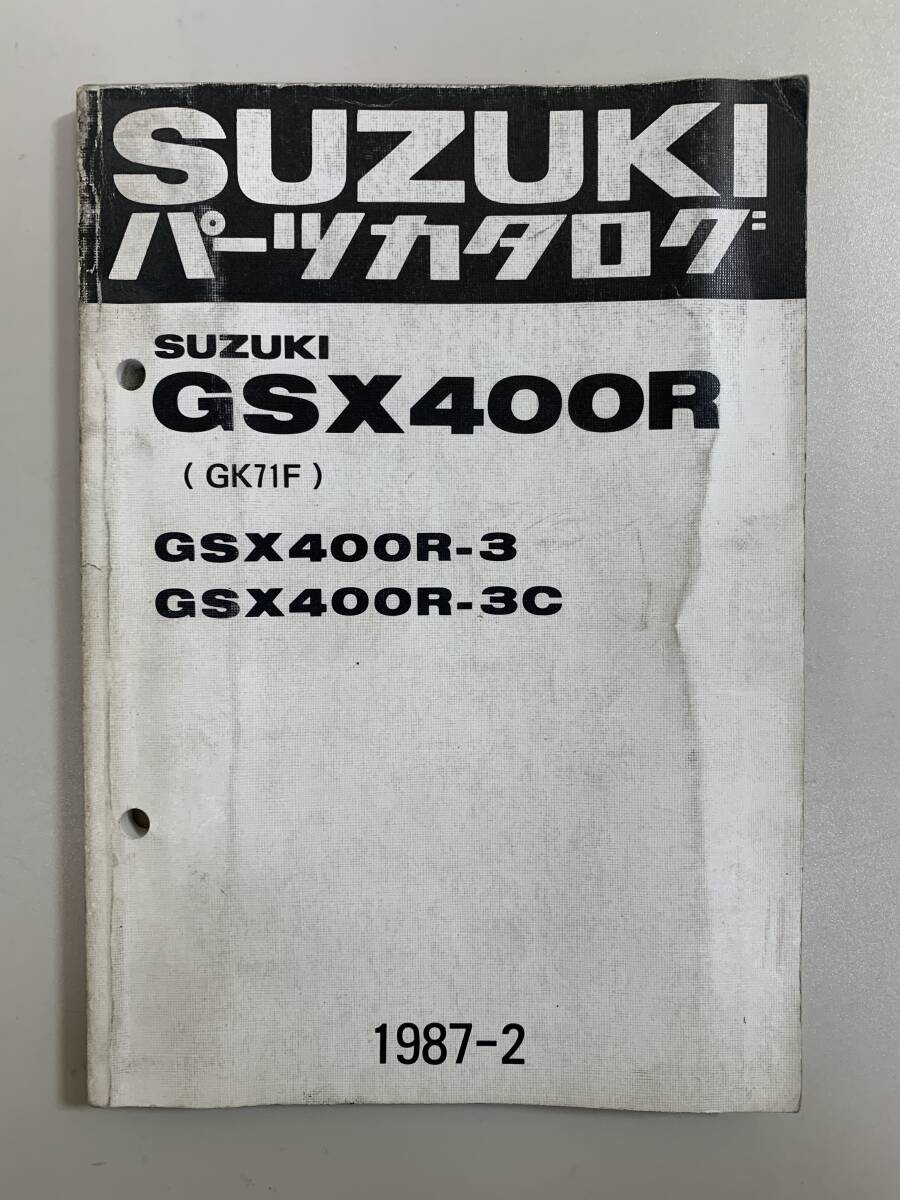 SUZUKI
パーツカタログ
SUZUKI
GSX400R
( GK71F )
GSX400R-3
GSX400R-3C
1987-2